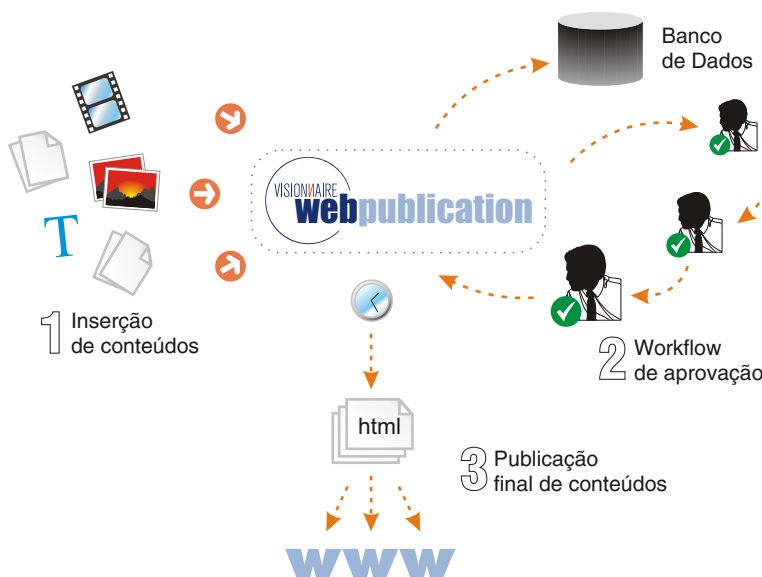 Banco
de Dados
VISIONNAIRE
webpublication
T
1 Inserção
de conteúdos
2 Workflow
de aprovação
html
3 Publicação
final de conteúdos
www